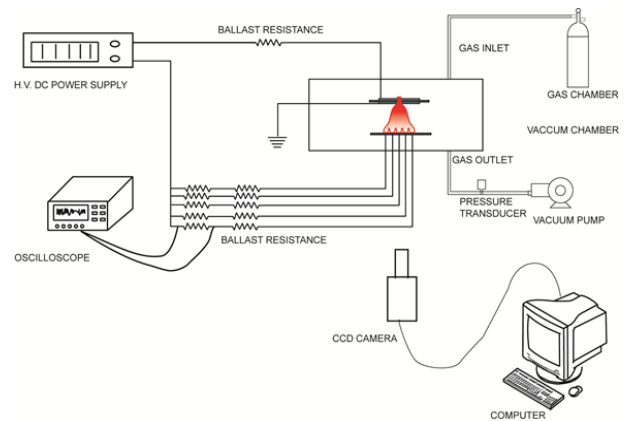 BALLAST RESISTANCE
GAS INLET
H.V. DC POWER SUPPLY
GAS CHAMBER
VACCUM CHAMBER
GAS OUTLET
PRESSURE
TRANSDUCER
VACUUM PUMP
BALLAST RESISTANCE
OSCILLOSCOPE
CCD CAMERA
COMPUTER